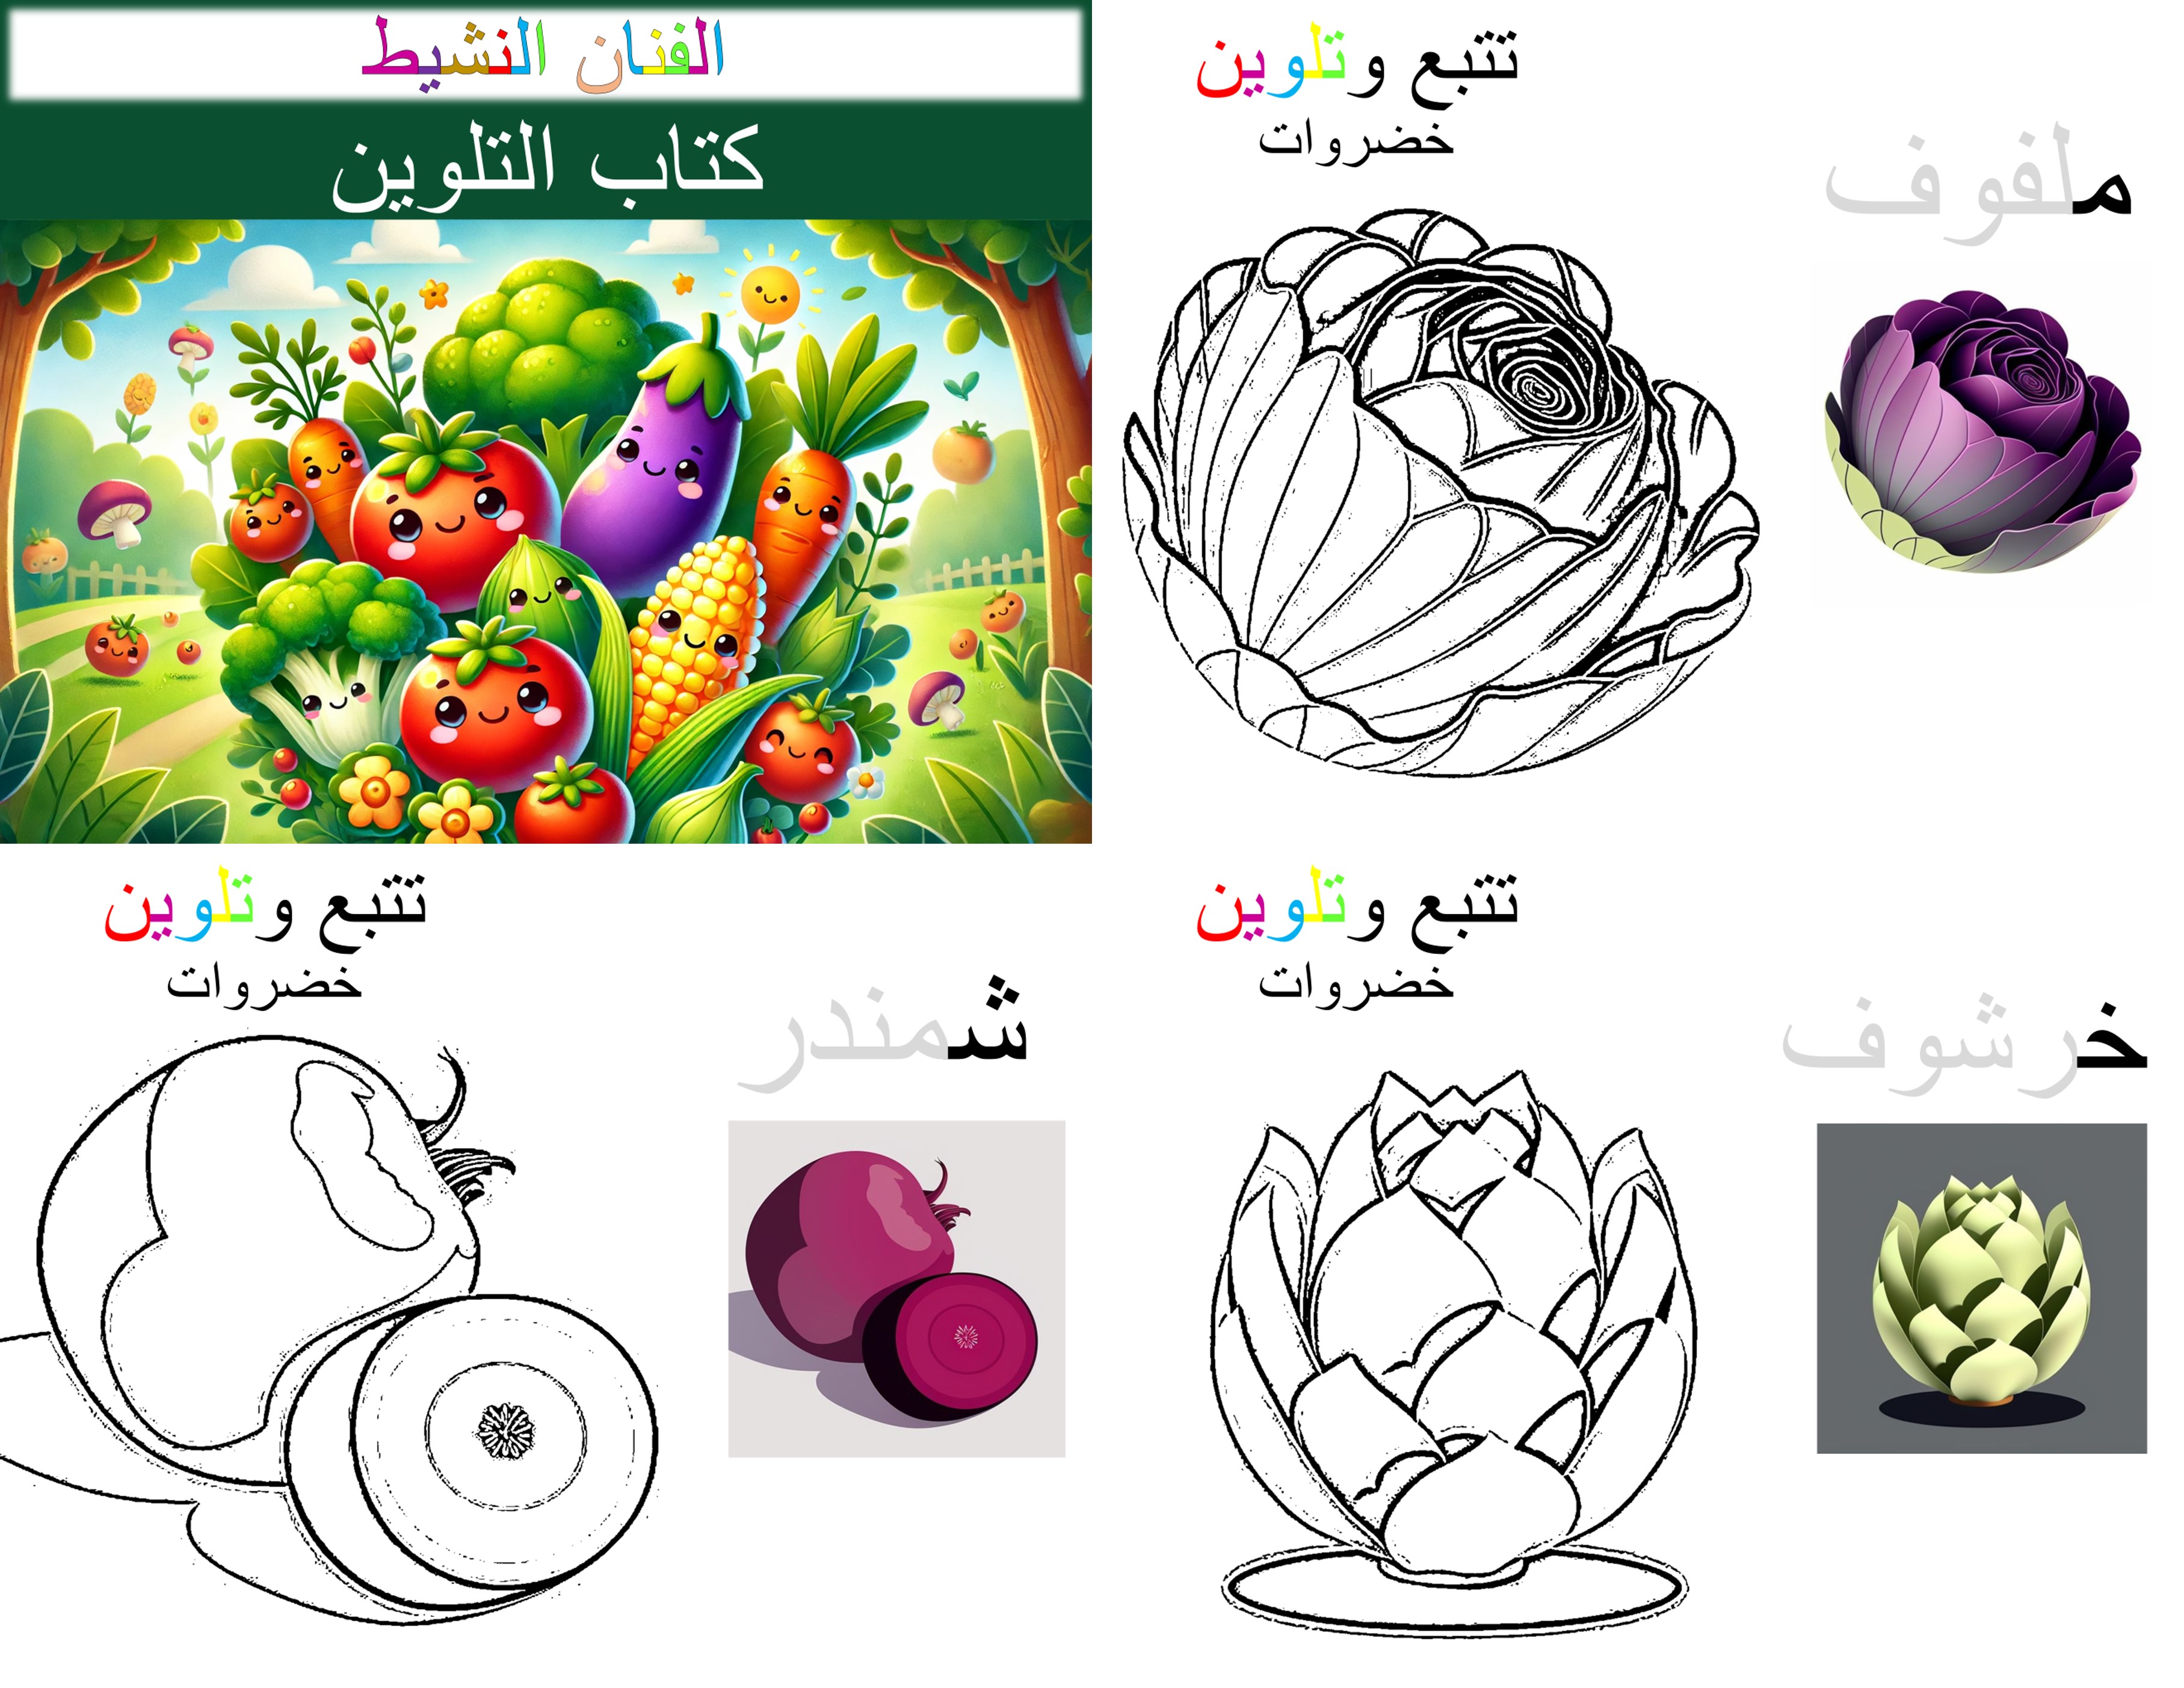 الفنان النشيط
كتاب التلوين
تتبع وتلوين
خضروات
ملفوف
تتبع وتلوين
خضروات
شمندر
تتبع وتلوين
خضروات
خرشوف